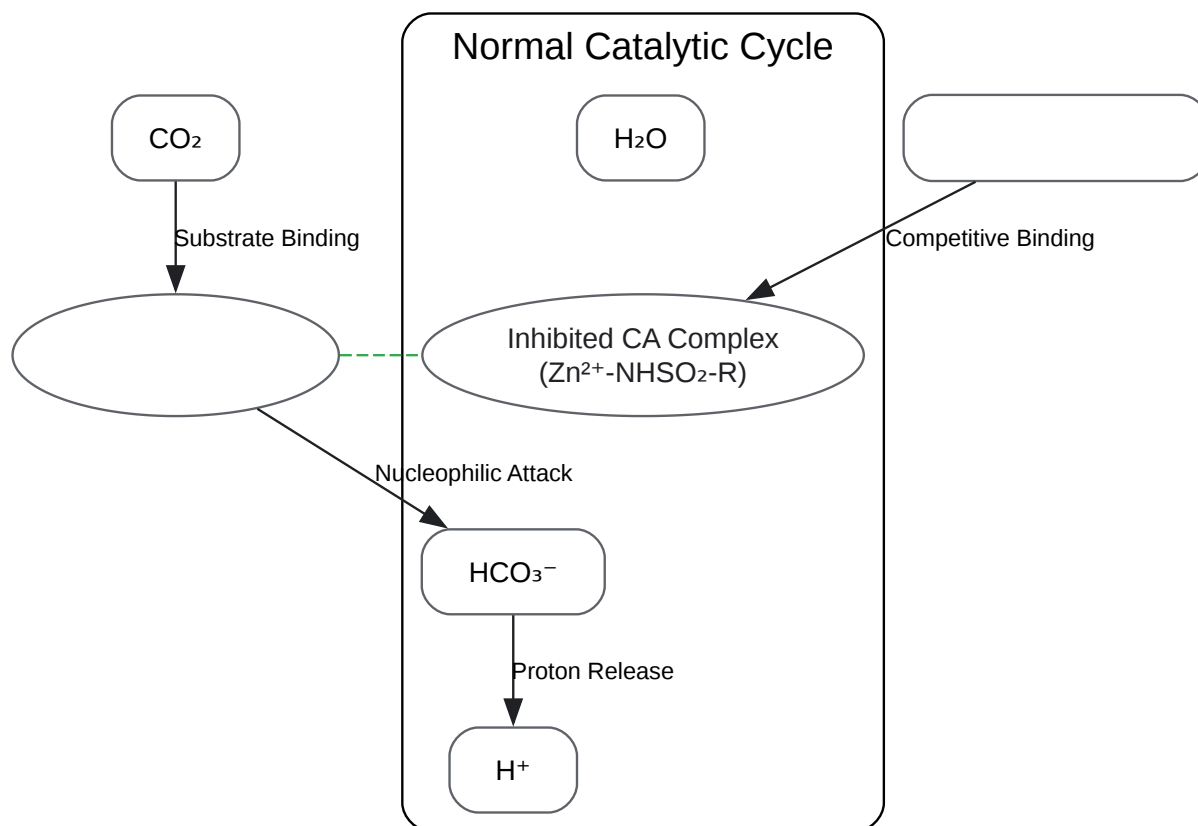 Normal Catalytic Cycle
CO₂
H₂O
Substrate Binding
Competitive Binding
Inhibited CA Complex
(Zn²⁺-NHSO₂-R)
Nucleophilic Attack
HCO₃⁻
Proton Release
H⁺